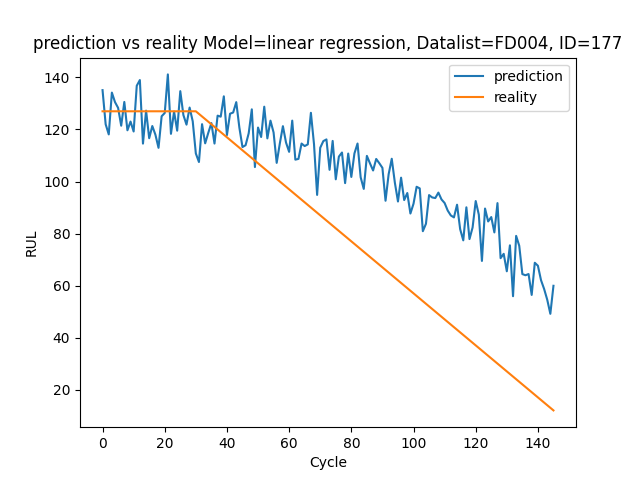 prediction vs reality Model=linear regression, Datalist=FD004, ID=177
prediction
reality
140
120
100
80
60
40
20
RUL
0 20 40 60 80 100 120 140
Cycle